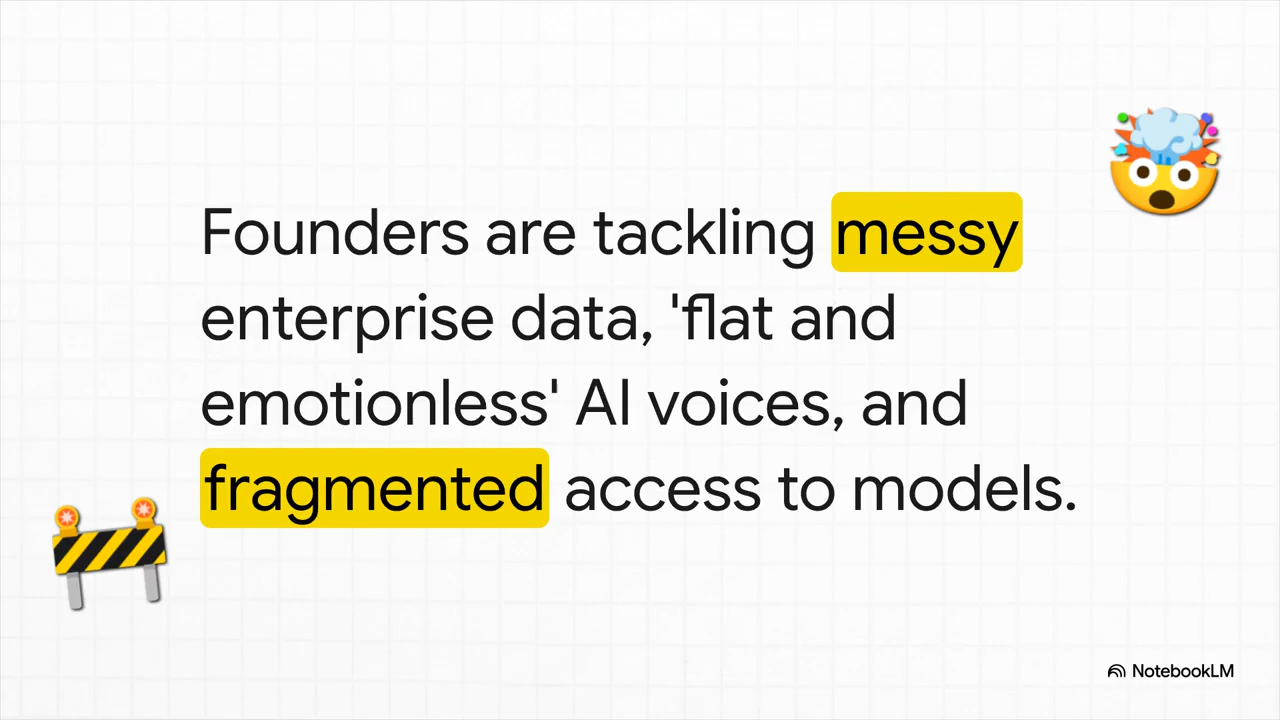 Founders are tackling messy
enterprise data, 'flat and
emotionless' AI voices, and
fragmented access to models.
NotebookLM